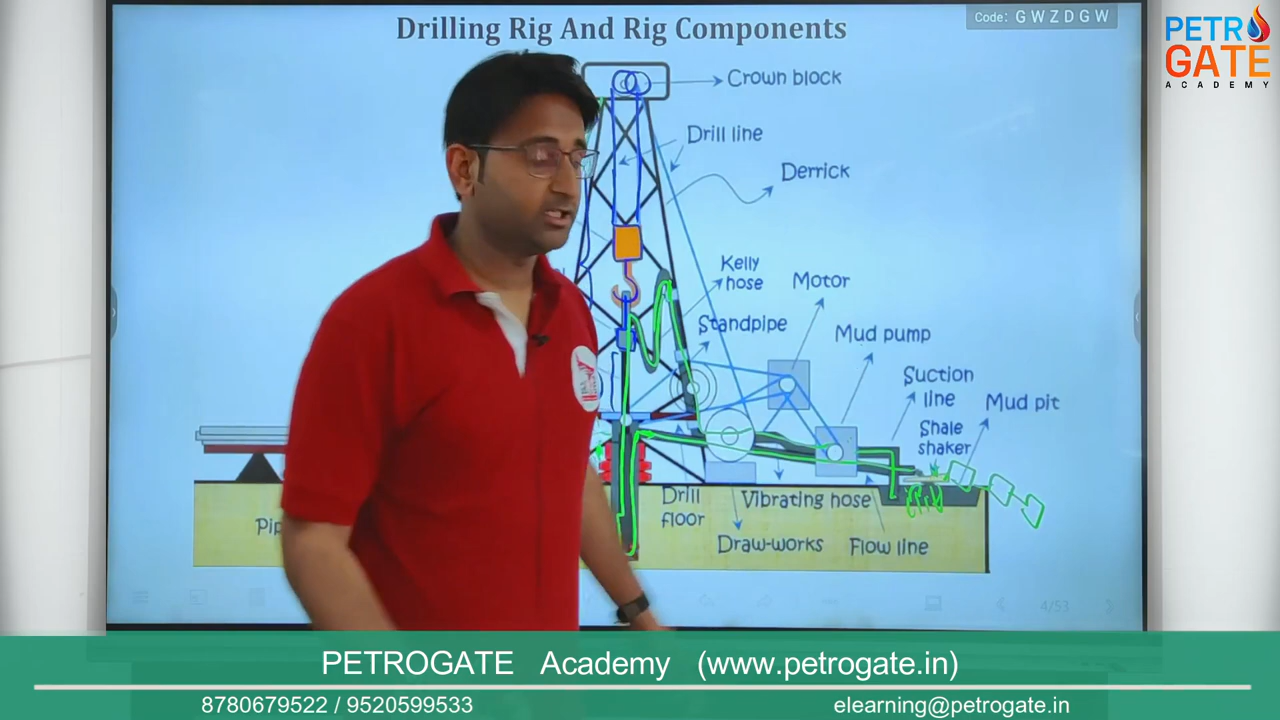 Drilling Rig And Rig Components
Code: G W Z D G W
PETR
GATE
ACADEMY
Crown block
Drill line
Derrick
Kelly
hose
Motor
Standpipe
Mud pump
Suction
line
Mud pit
Shale
shaker
Drill
floor
Vibrating hose
Draw-works
Flow line
4/53
PETROGATE Academy (www.petrogate.in)
8780679522 / 9520599533
elearning@petrogate.in